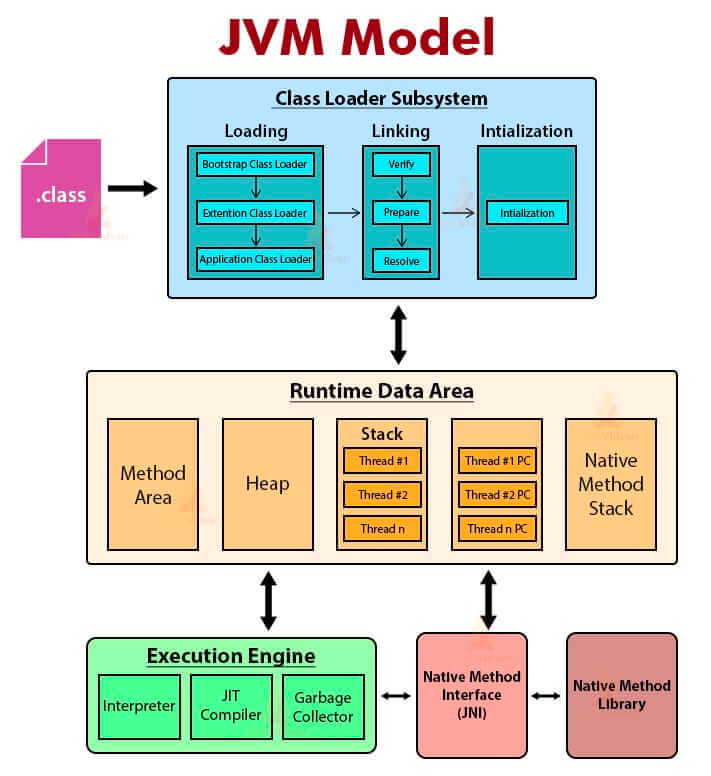 JVM Model
.class
Class Loader Subsystem
Loading
Bootstrap Class Loader
Extention Class Loader
Application Class Loader
Linking
Verify
Prepare
Resolve
Intialization
Intialization
Runtime Data Area
Method
Area
Heap
Stack
Thread #1
Thread #2
Thread n
Thread #1 PC
Thread #2 PC
Thread n PC
Native
Method
Stack
Execution Engine
Interpreter
JIT
Compiler
Garbage
Collector
Native Method
Interface
(JNI)
Native Method
Library